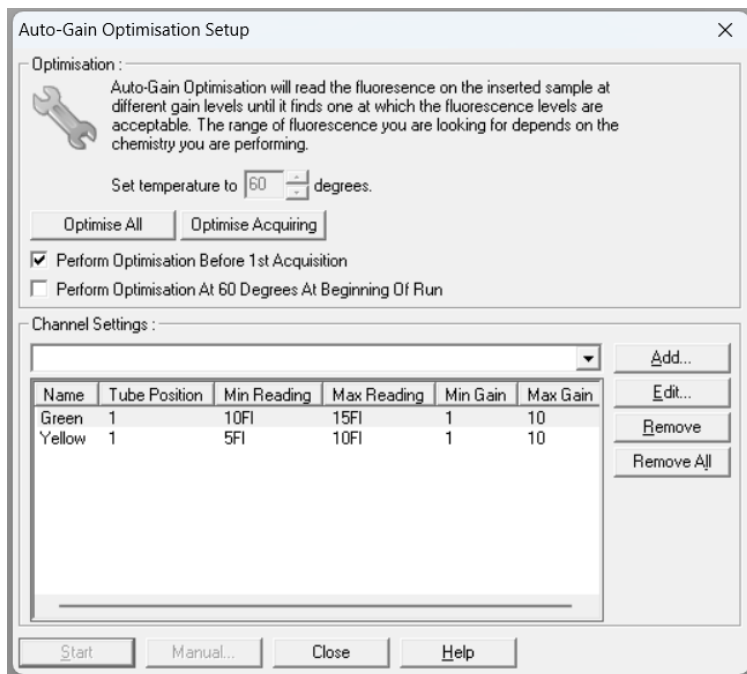 Auto-Gain Optimisation Setup
Optimisation :
Auto-Gain Optimisation will read the fluoresence on the inserted sample at
different gain levels until it finds one at which the fluorescence levels are
acceptable. The range of fluorescence you are looking for depends on the
chemistry you are performing.
Set temperature to 60 degrees.
Optimise All Optimise Acquiring
Perform Optimisation Before 1st Acquisition
Perform Optimisation At 60 Degrees At Beginning Of Run
Channel Settings :
Add...
Name Tube Position Min Reading Max Reading Min Gain Max Gain Edit...
Green 1 10Fl 15Fl 1 10
Remove
Yellow 1 5Fl 10Fl 1 10
Remove All
Start Manual... Close Help